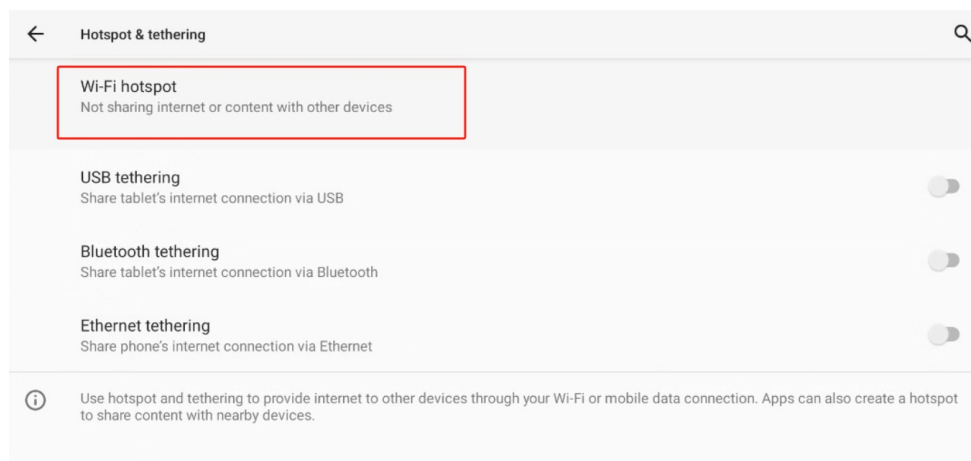 Hotspot & tethering
Wi-Fi hotspot
Not sharing internet or content with other devices
USB tethering
Share tablet's internet connection via USB
Bluetooth tethering
Share tablet's internet connection via Bluetooth
Ethernet tethering
Share phone's internet connection via Ethernet
Use hotspot and tethering to provide internet to other devices through your Wi-Fi or mobile data connection. Apps can also create a hotspot
to share content with nearby devices.